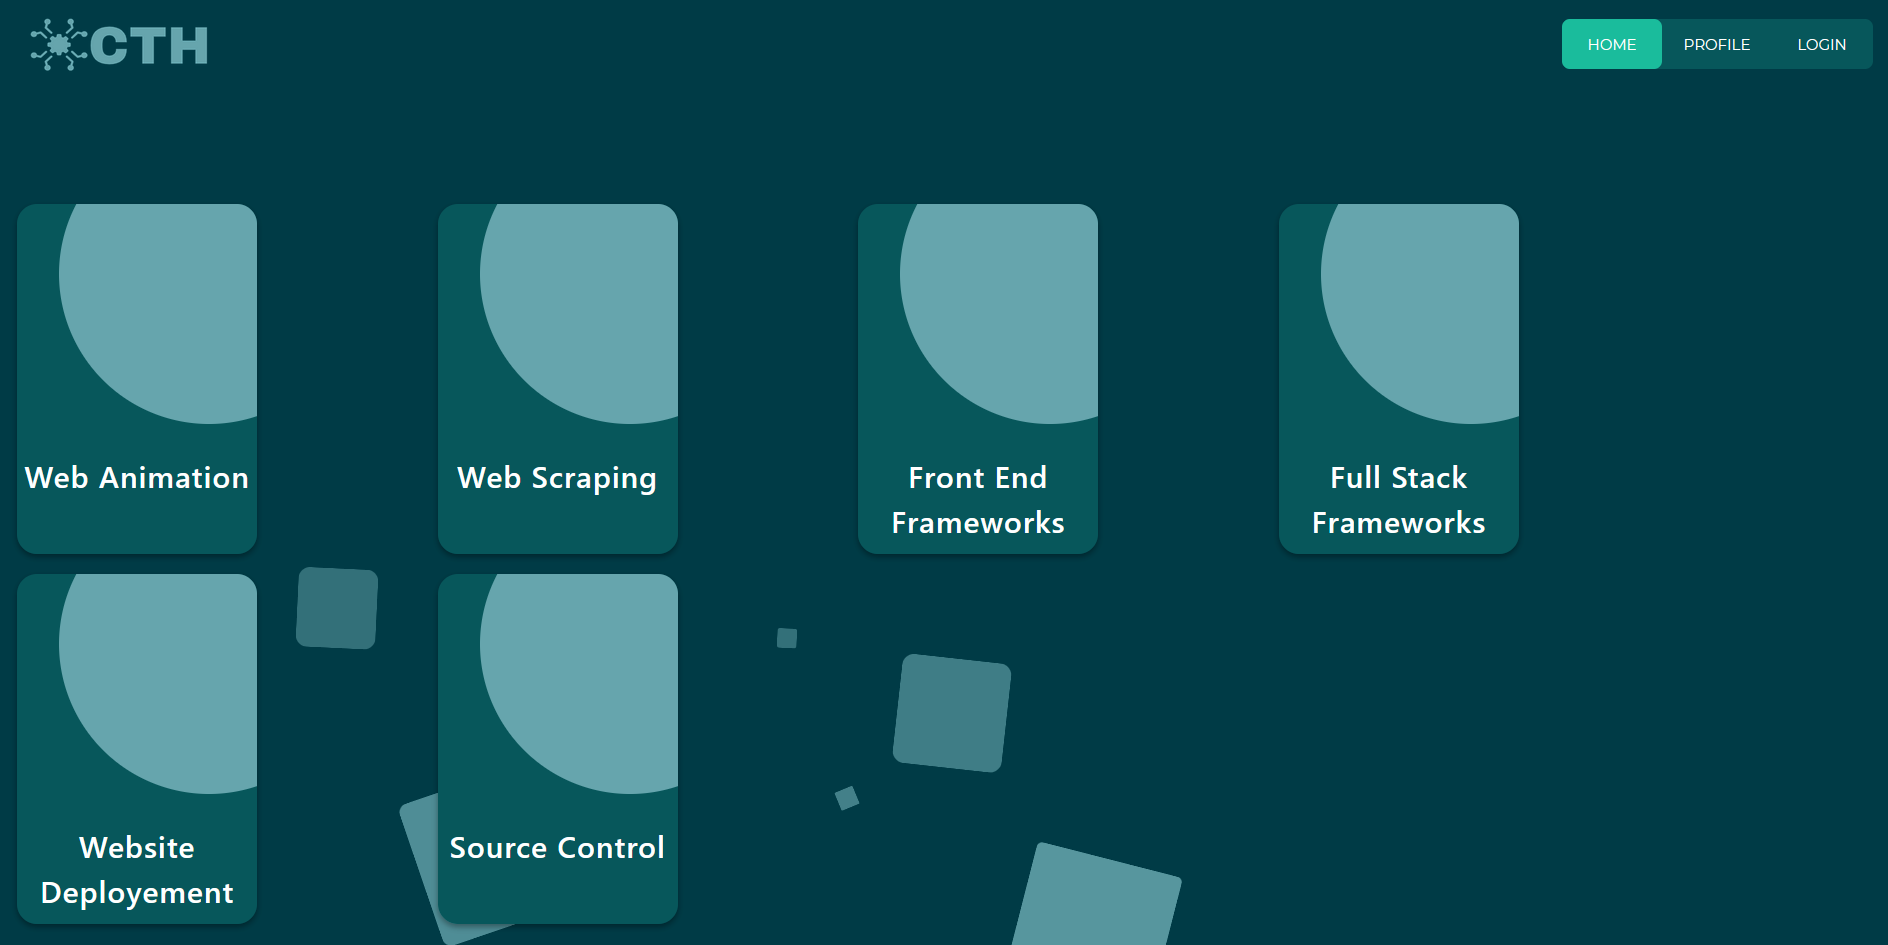 CTH
HOME PROFILE LOGIN
Web Animation
Web Scraping
Front End
Frameworks
Full Stack
Frameworks
Website
Deployement
Source Control